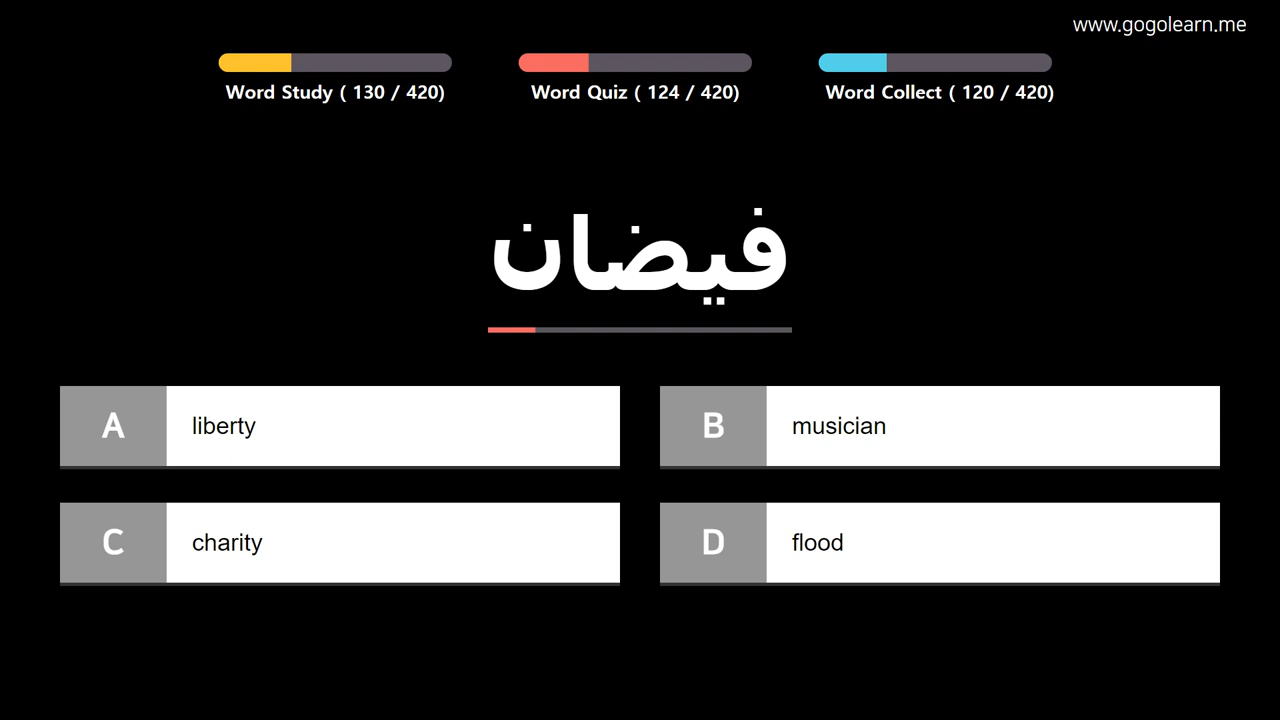 www.gogolearn.me
Word Study ( 130 / 420)
Word Quiz ( 124 / 420)
Word Collect ( 120 / 420)
فيضان
A liberty
B musician
C charity
D flood